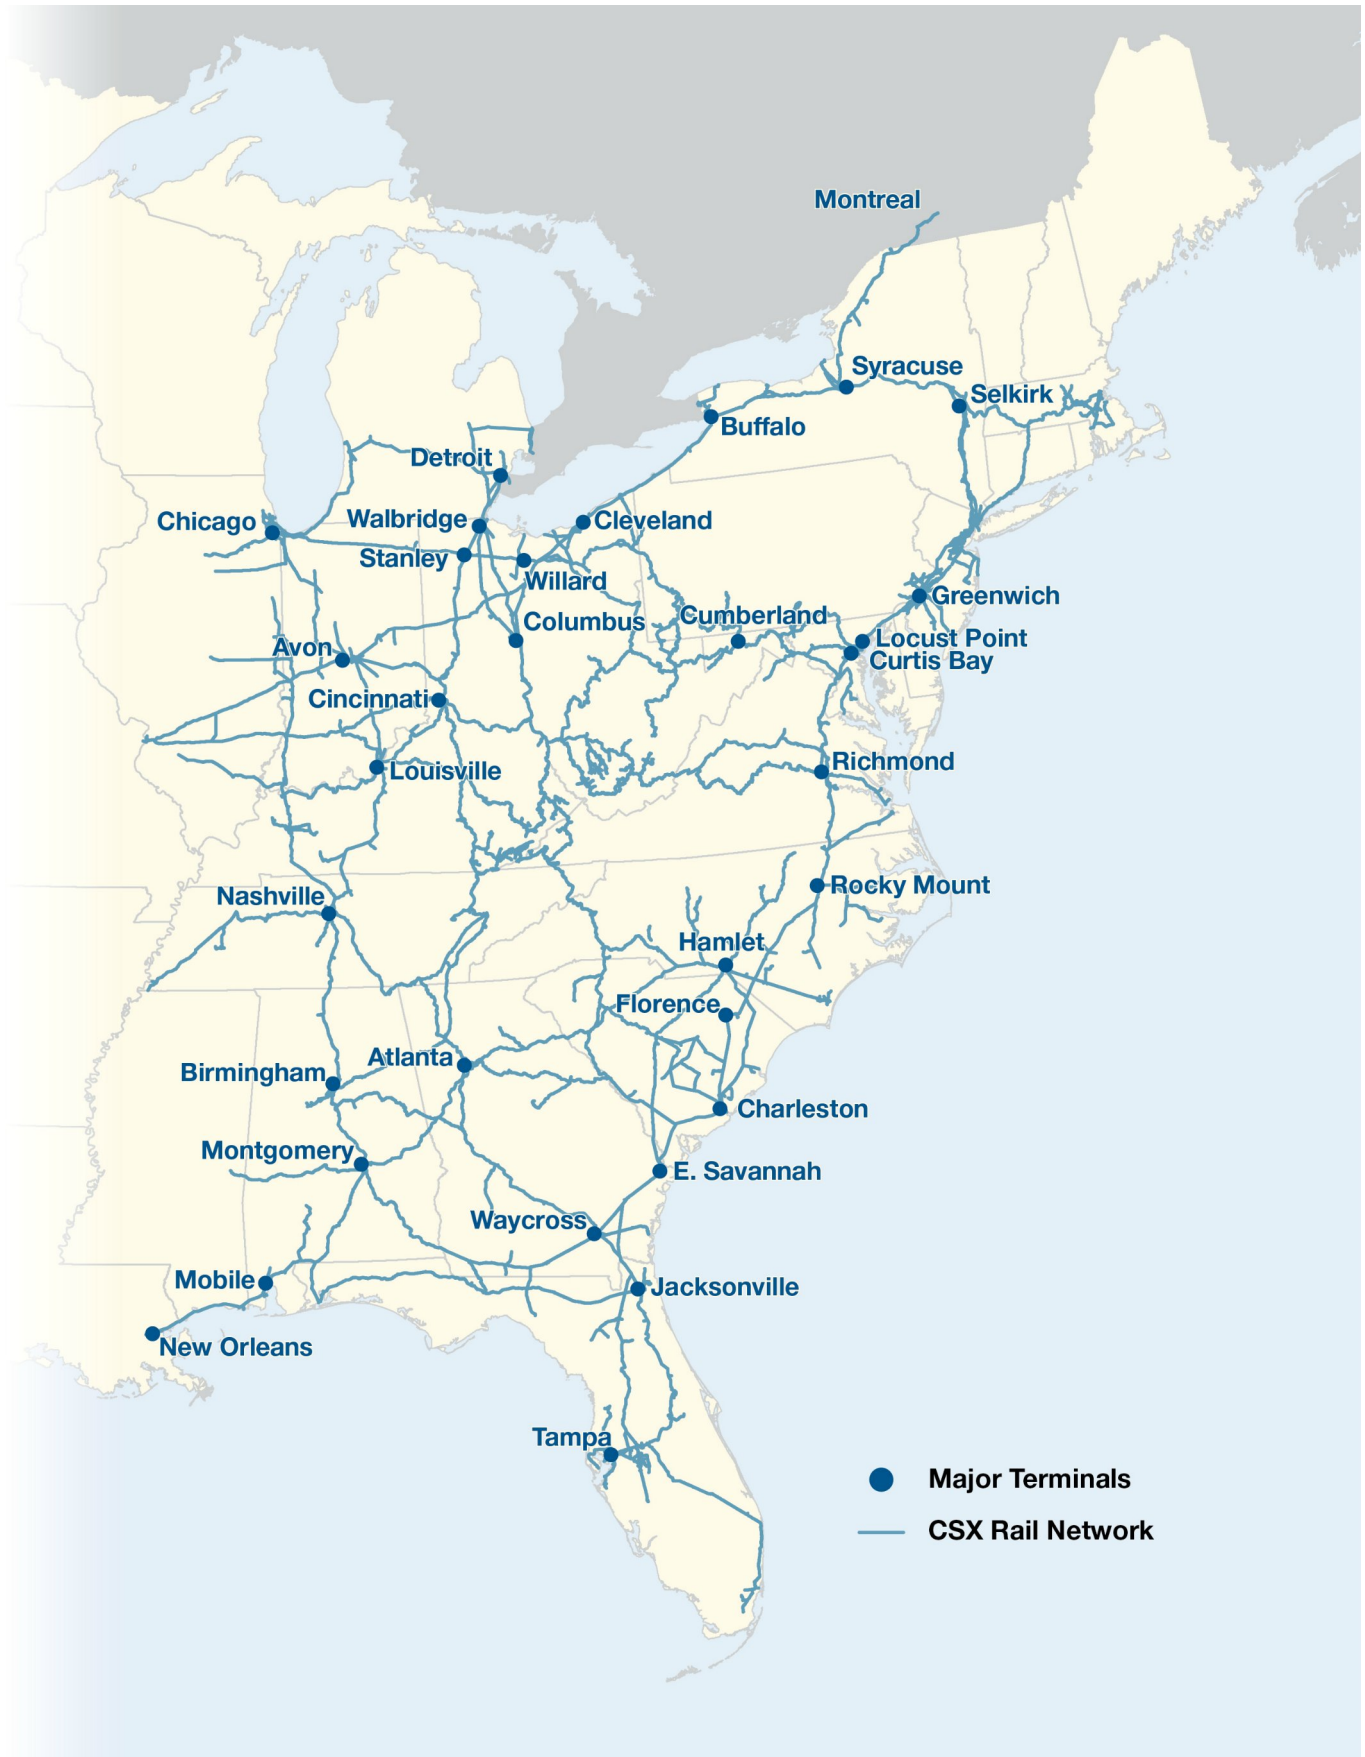 Montreal
Syracuse
Selkirk
Buffalo
Detroit
Chicago
Walbridge
Cleveland
Stanley
Willard
Greenwich
Columbus
Cumberland
Locust Point
Avon
Curtis Bay
Cincinnati
Louisville
Richmond
Nashville
Rocky Mount
Hamlet
Florence
Atlanta
Birmingham
Charleston
Montgomery
E. Savannah
Waycross
Mobile
Jacksonville
New Orleans
Tampa
Major Terminals
CSX Rail Network